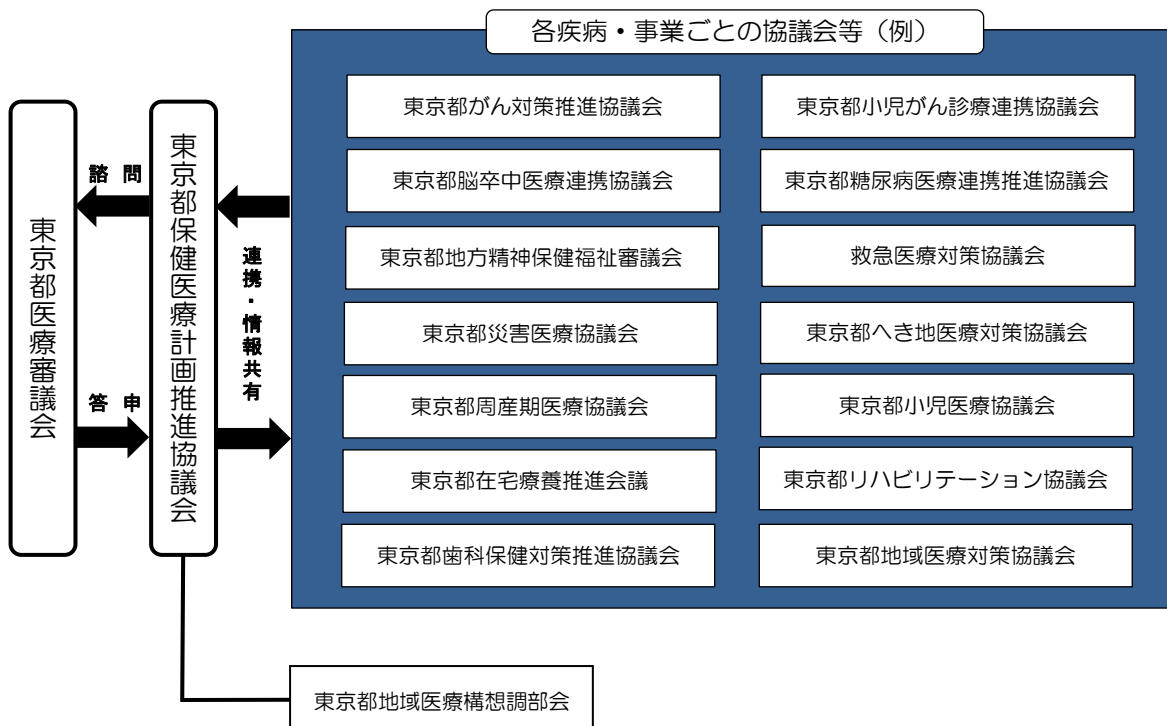 各疾病・事業ごとの協議会等（例）
東京都医療審議会
諮問
答申
東京都保健医療計画推進協議会
連携・情報共有
東京都がん対策推進協議会
東京都小児がん診療連携協議会
東京都脳卒中医療連携協議会
東京都糖尿病医療連携推進協議会
東京都地方精神保健福祉審議会
救急医療対策協議会
東京都災害医療協議会
東京都へき地医療対策協議会
東京都周産期医療協議会
東京都小児医療協議会
東京都在宅療養推進会議
東京都リハビリテーション協議会
東京都歯科保健対策推進協議会
東京都地域医療対策協議会
東京都地域医療構想調部会